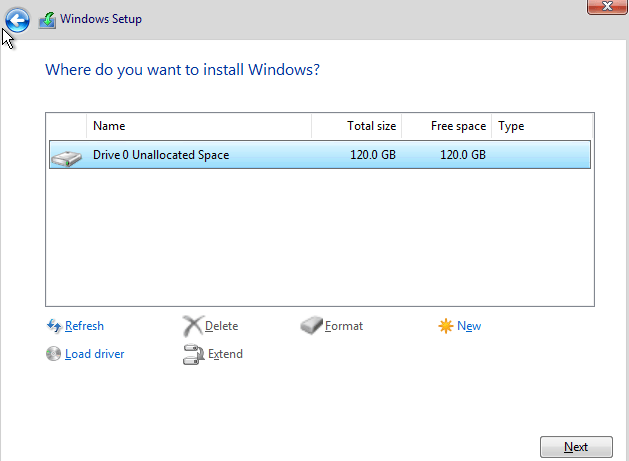 Windows Setup
Where do you want to install Windows?
Name Total size Free space Type
Drive 0 Unallocated Space 120.0 GB 120.0 GB
Refresh Delete Format New
Load driver Extend
Next